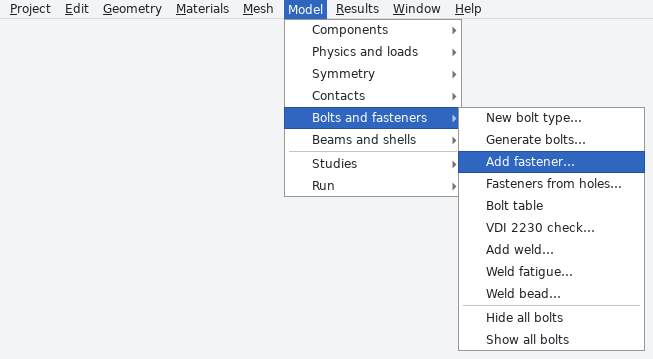 Project Edit Geometry Materials Mesh Model Results Window Help
Components
Physics and loads
Symmetry
Contacts
Bolts and fasteners
Beams and shells
Studies
Run
New bolt type...
Generate bolts...
Add fastener...
Fasteners from holes...
Bolt table
VDI 2230 check...
Add weld...
Weld fatigue...
Weld bead...
Hide all bolts
Show all bolts